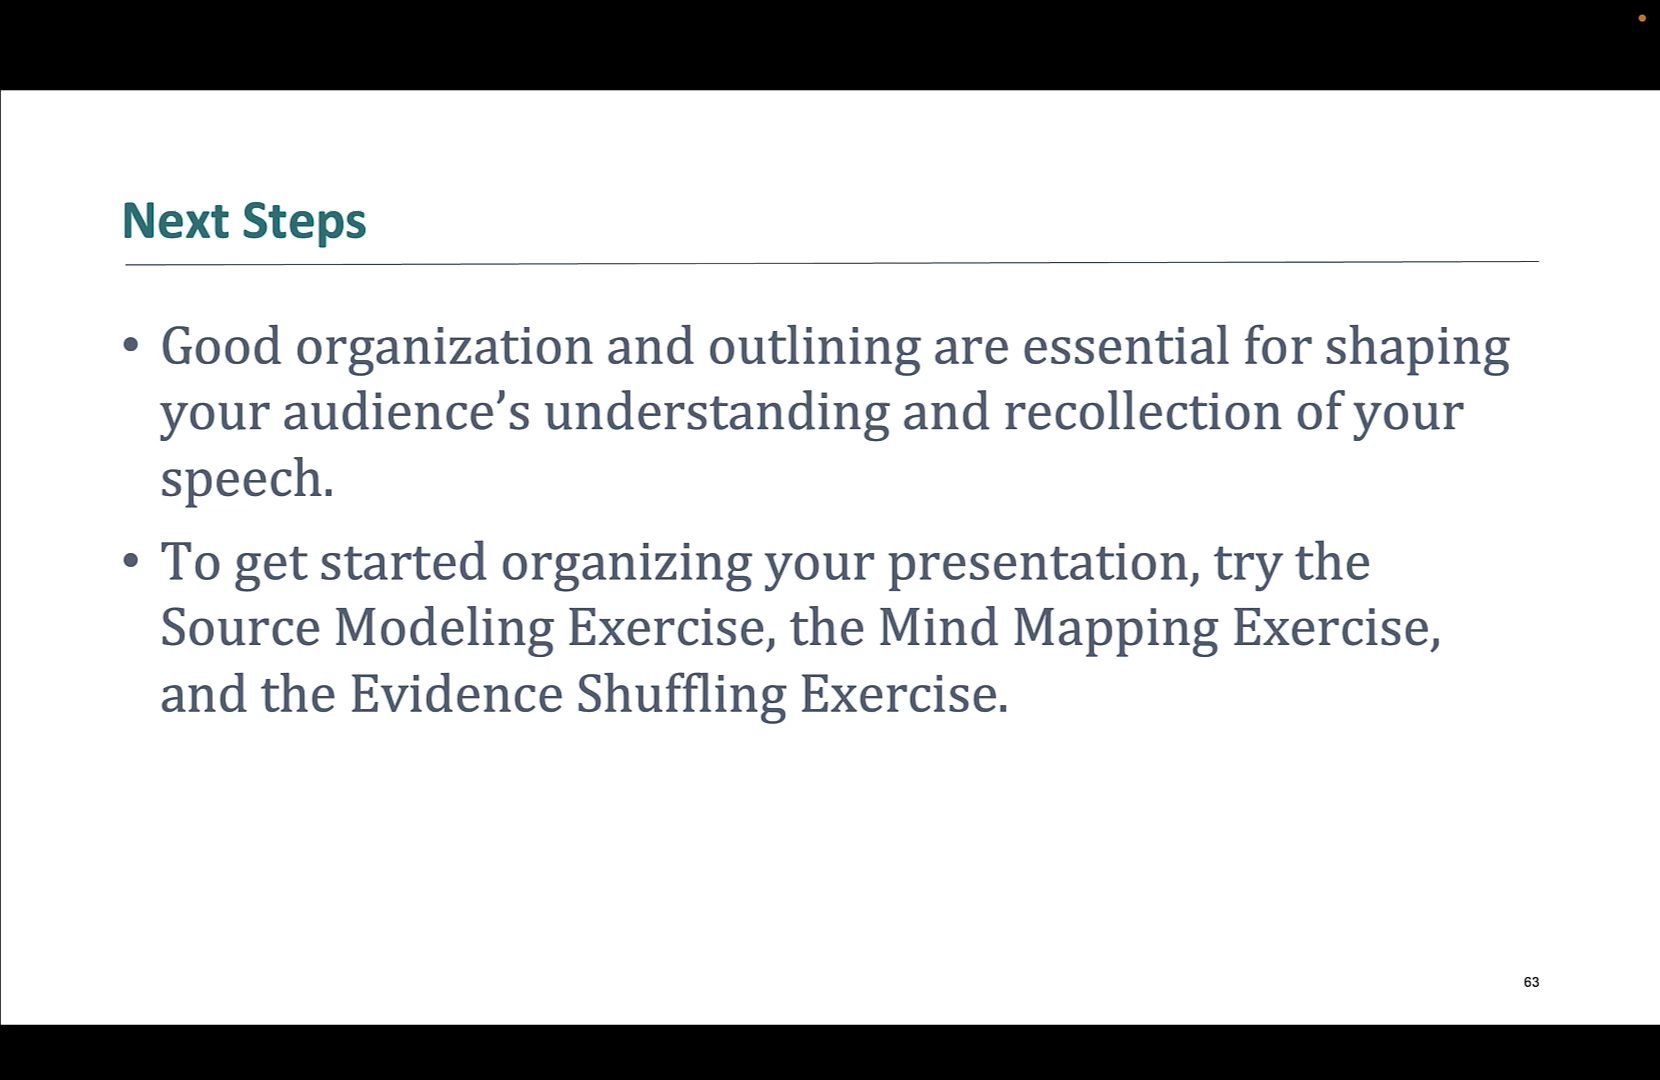 Next Steps
• Good organization and outlining are essential for shaping
your audience’s understanding and recollection of your
speech.
• To get started organizing your presentation, try the
Source Modeling Exercise, the Mind Mapping Exercise,
and the Evidence Shuffling Exercise.
63